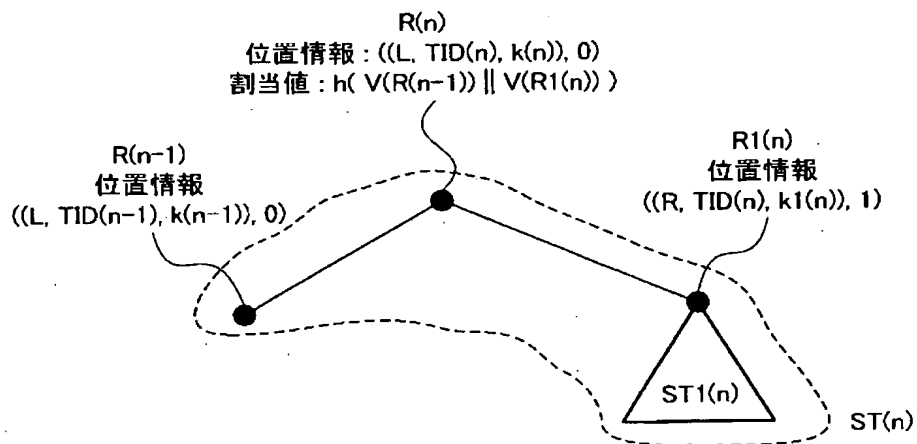 R(n)
位置情報 : ((L, TID(n), k(n)), 0)
割当値 : h( V(R(n-1)) || V(R1(n)) )
R(n-1)
位置情報
((L, TID(n-1), k(n-1)), 0)
R1(n)
位置情報
((R, TID(n), k1(n)), 1)
ST1(n)
ST(n)